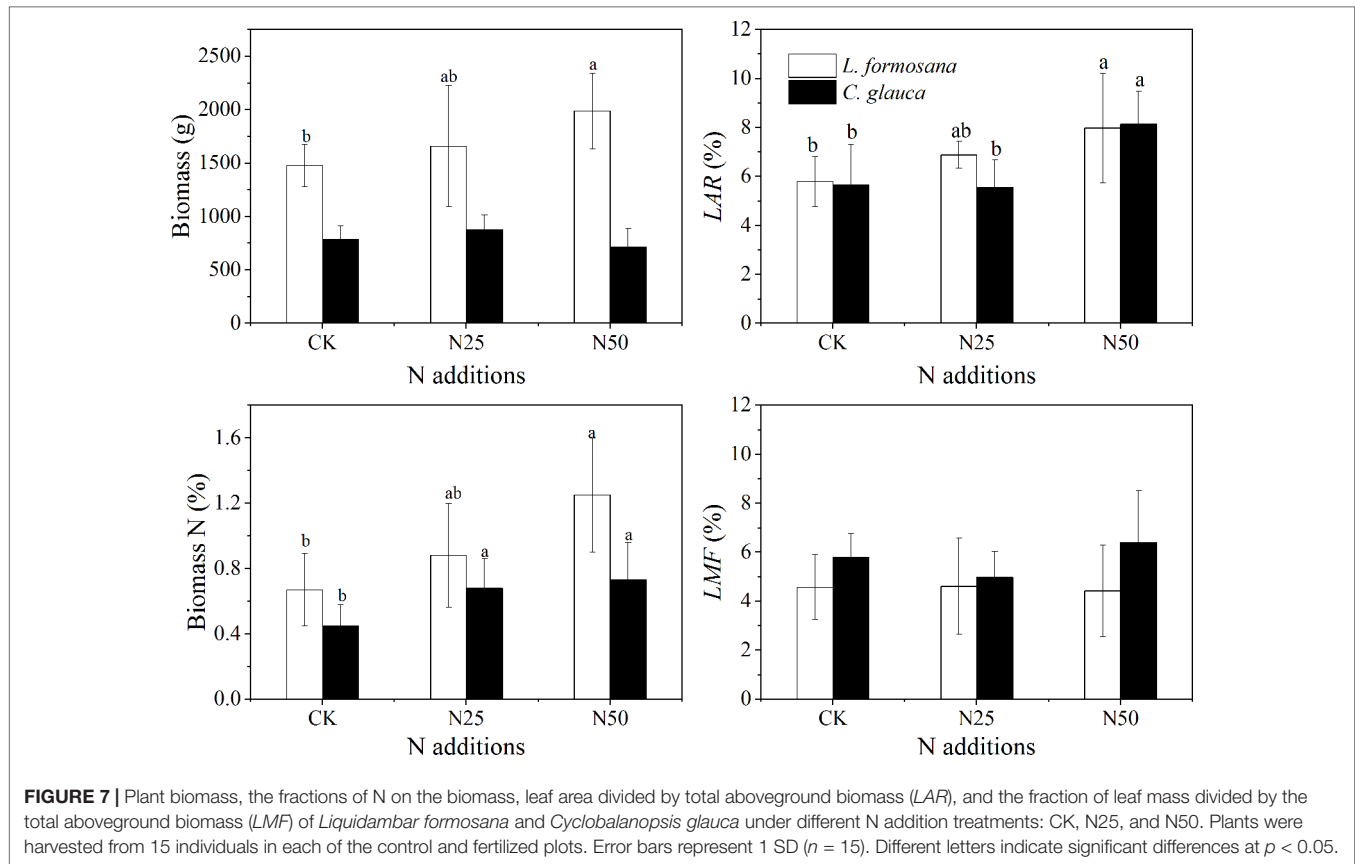 2500
2000
1500
1000
500
0
Biomass (g)
b
ab
a
CK
N25
N50
N additions
12
10
8
6
4
2
0
LAR (%)
L. formosana
C. glauca
b
b
ab
b
a
a
CK
N25
N50
N additions
1.6
1.2
0.8
0.4
0.0
Biomass N (%)
b
b
ab
a
a
a
CK
N25
N50
N additions
12
10
8
6
4
2
0
LMF (%)
CK
N25
N50
N additions
FIGURE 7 | Plant biomass, the fractions of N on the biomass, leaf area divided by total aboveground biomass (LAR), and the fraction of leaf mass divided by the
total aboveground biomass (LMF) of Liquidambar formosana and Cyclobalanopsis glauca under different N addition treatments: CK, N25, and N50. Plants were
harvested from 15 individuals in each of the control and fertilized plots. Error bars represent 1 SD (n = 15). Different letters indicate significant differences at p < 0.05.